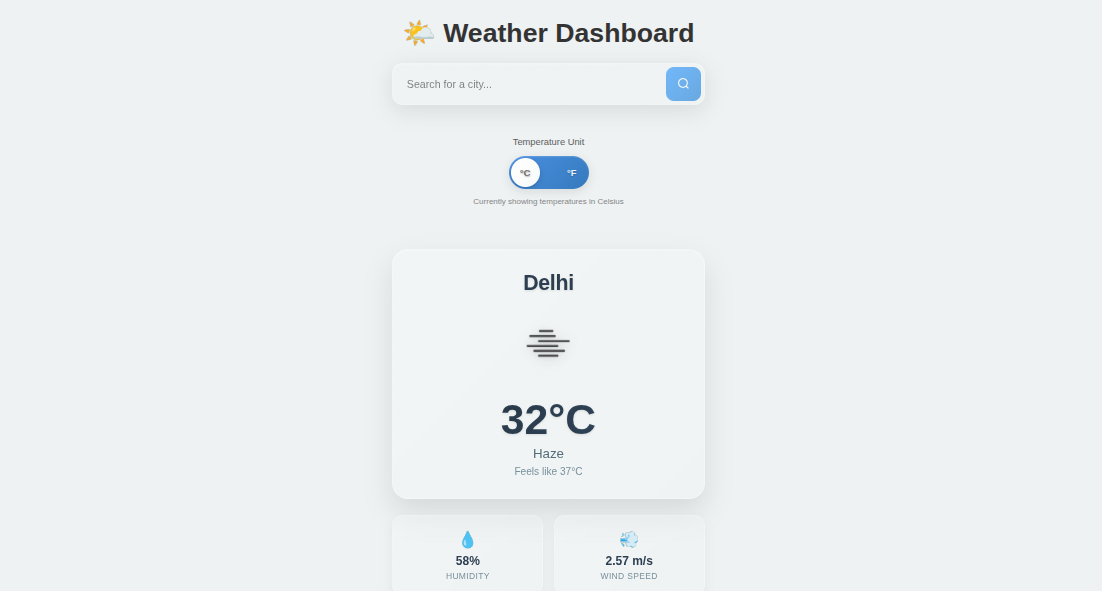 🌤️ Weather Dashboard
Search for a city...
Temperature Unit
°C °F
Currently showing temperatures in Celsius
Delhi
32°C
Haze
Feels like 37°C
58% 2.57 m/s
HUMIDITY WIND SPEED